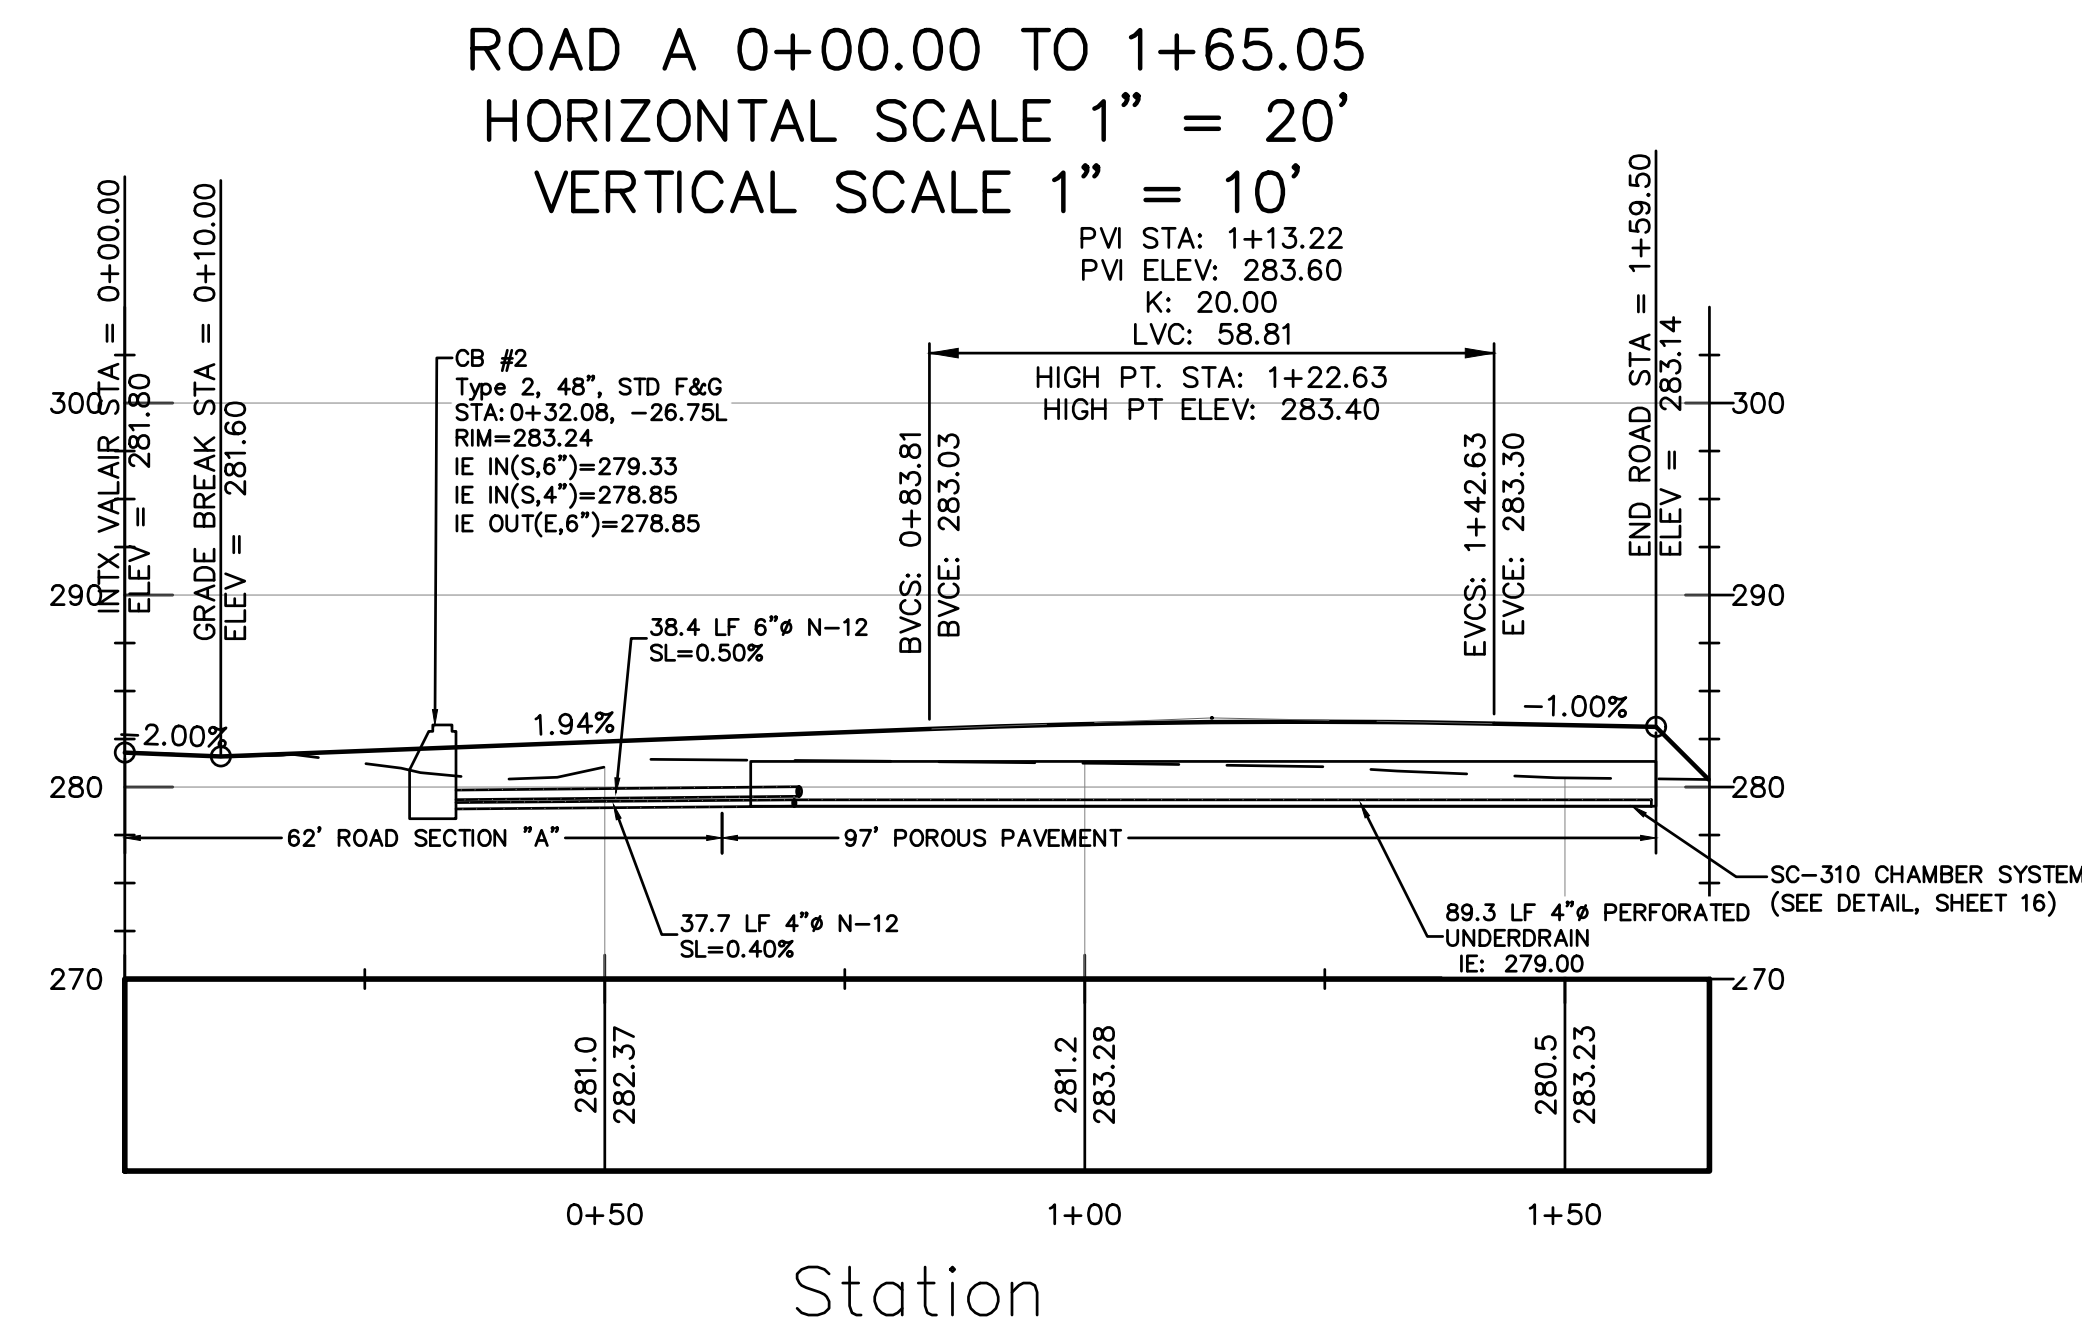 ROAD A 0+00.00 TO 1+65.05
HORIZONTAL SCALE 1" = 20'
VERTICAL SCALE 1" = 10'
PVI STA: 1+13.22
PVI ELEV: 283.60
K: 20.00
LVC: 58.81
HIGH PT. STA: 1+22.63
HIGH PT ELEV: 283.40
INTX VALAIR STA = 0+00.00
ELEV = 281.80
GRADE BREAK STA = 0+10.00
ELEV = 281.60
CB #2
Type 2, 48", STD F&G
STA: 0+32.08, -26.75L
RIM=283.24
IE IN(S,6")=279.33
IE IN(S,4")=278.85
IE OUT(E,6")=278.85
BVCS: 0+83.81
BVCE: 283.03
EVCS: 1+42.63
EVCE: 283.30
END ROAD STA = 1+59.50
ELEV = 283.14
300
300
290
290
280
280
270
270
38.4 LF 6"ø N-12
SL=0.50%
-2.00%
1.94%
-1.00%
62' ROAD SECTION "A"
97' POROUS PAVEMENT
SC-310 CHAMBER SYSTEM
(SEE DETAIL, SHEET 16)
37.7 LF 4"ø N-12
SL=0.40%
89.3 LF 4"ø PERFORATED
UNDERDRAIN
IE: 279.00
281.0
282.37
281.2
283.28
280.5
283.23
0+50
1+00
1+50
Station